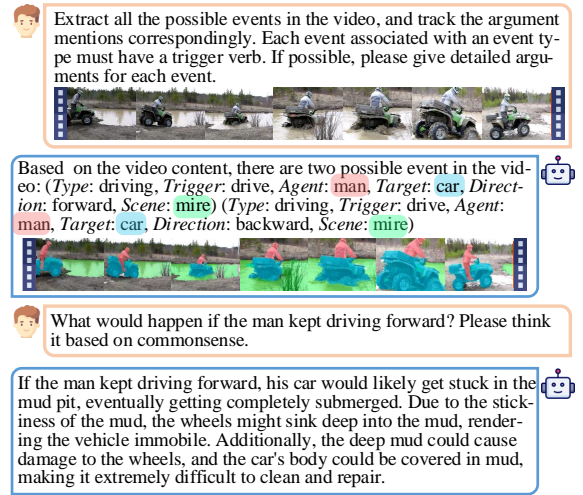 Extract all the possible events in the video, and track the argument
mentions correspondingly. Each event associated with an event ty-
pe must have a trigger verb. If possible, please give detailed argu-
ments for each event.
Based on the video content, there are two possible event in the vid-
eo: (Type: driving, Trigger: drive, Agent: man, Target: car, Direct-
ion: forward, Scene: mire) (Type: driving, Trigger: drive, Agent:
man, Target: car, Direction: backward, Scene: mire)
What would happen if the man kept driving forward? Please think
it based on commonsense.
If the man kept driving forward, his car would likely get stuck in the
mud pit, eventually getting completely submerged. Due to the stick-
iness of the mud, the wheels might sink deep into the mud, render-
ing the vehicle immobile. Additionally, the deep mud could cause
damage to the wheels, and the car's body could be covered in mud,
making it extremely difficult to clean and repair.